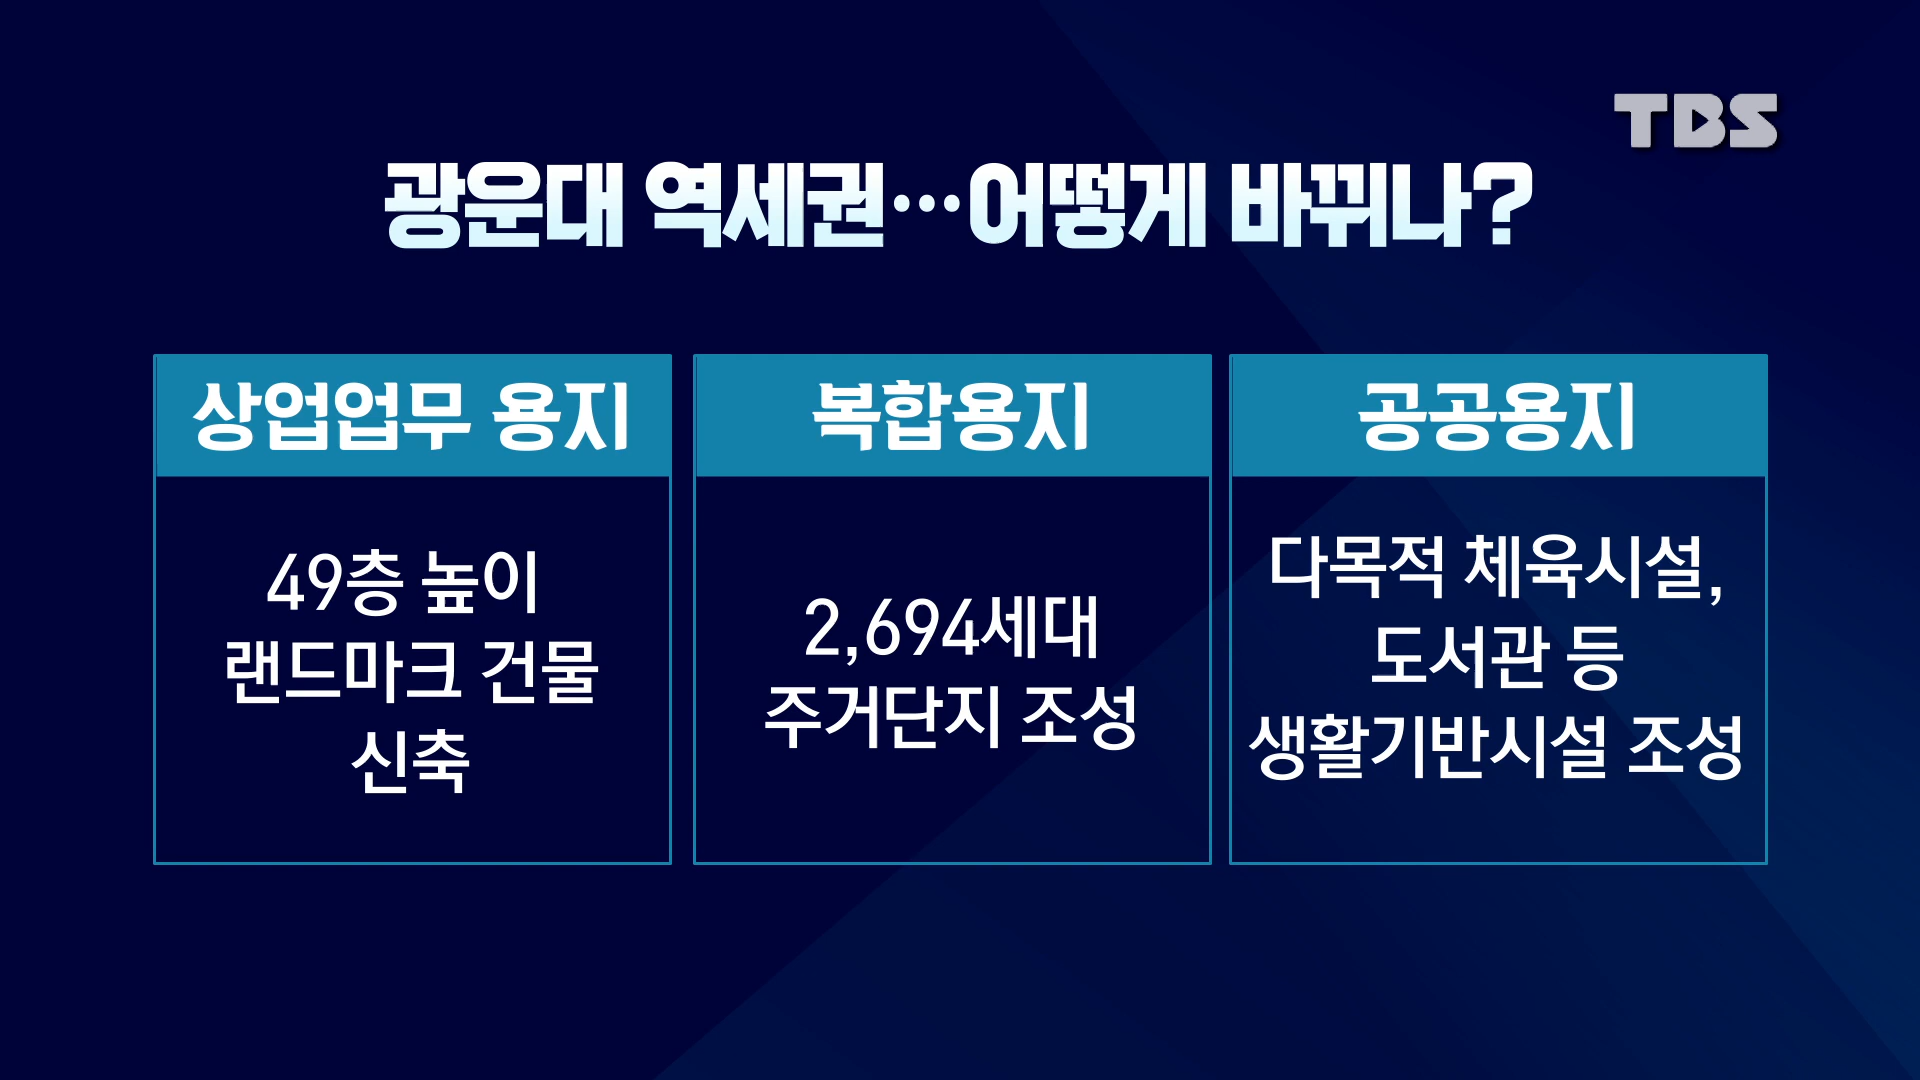 TBS
광운대 역세권…어떻게 바뀌나?
상업업무 용지
49층 높이
랜드마크 건물
신축
복합용지
2,694세대
주거단지 조성
공공용지
다목적 체육시설,
도서관 등
생활기반시설 조성